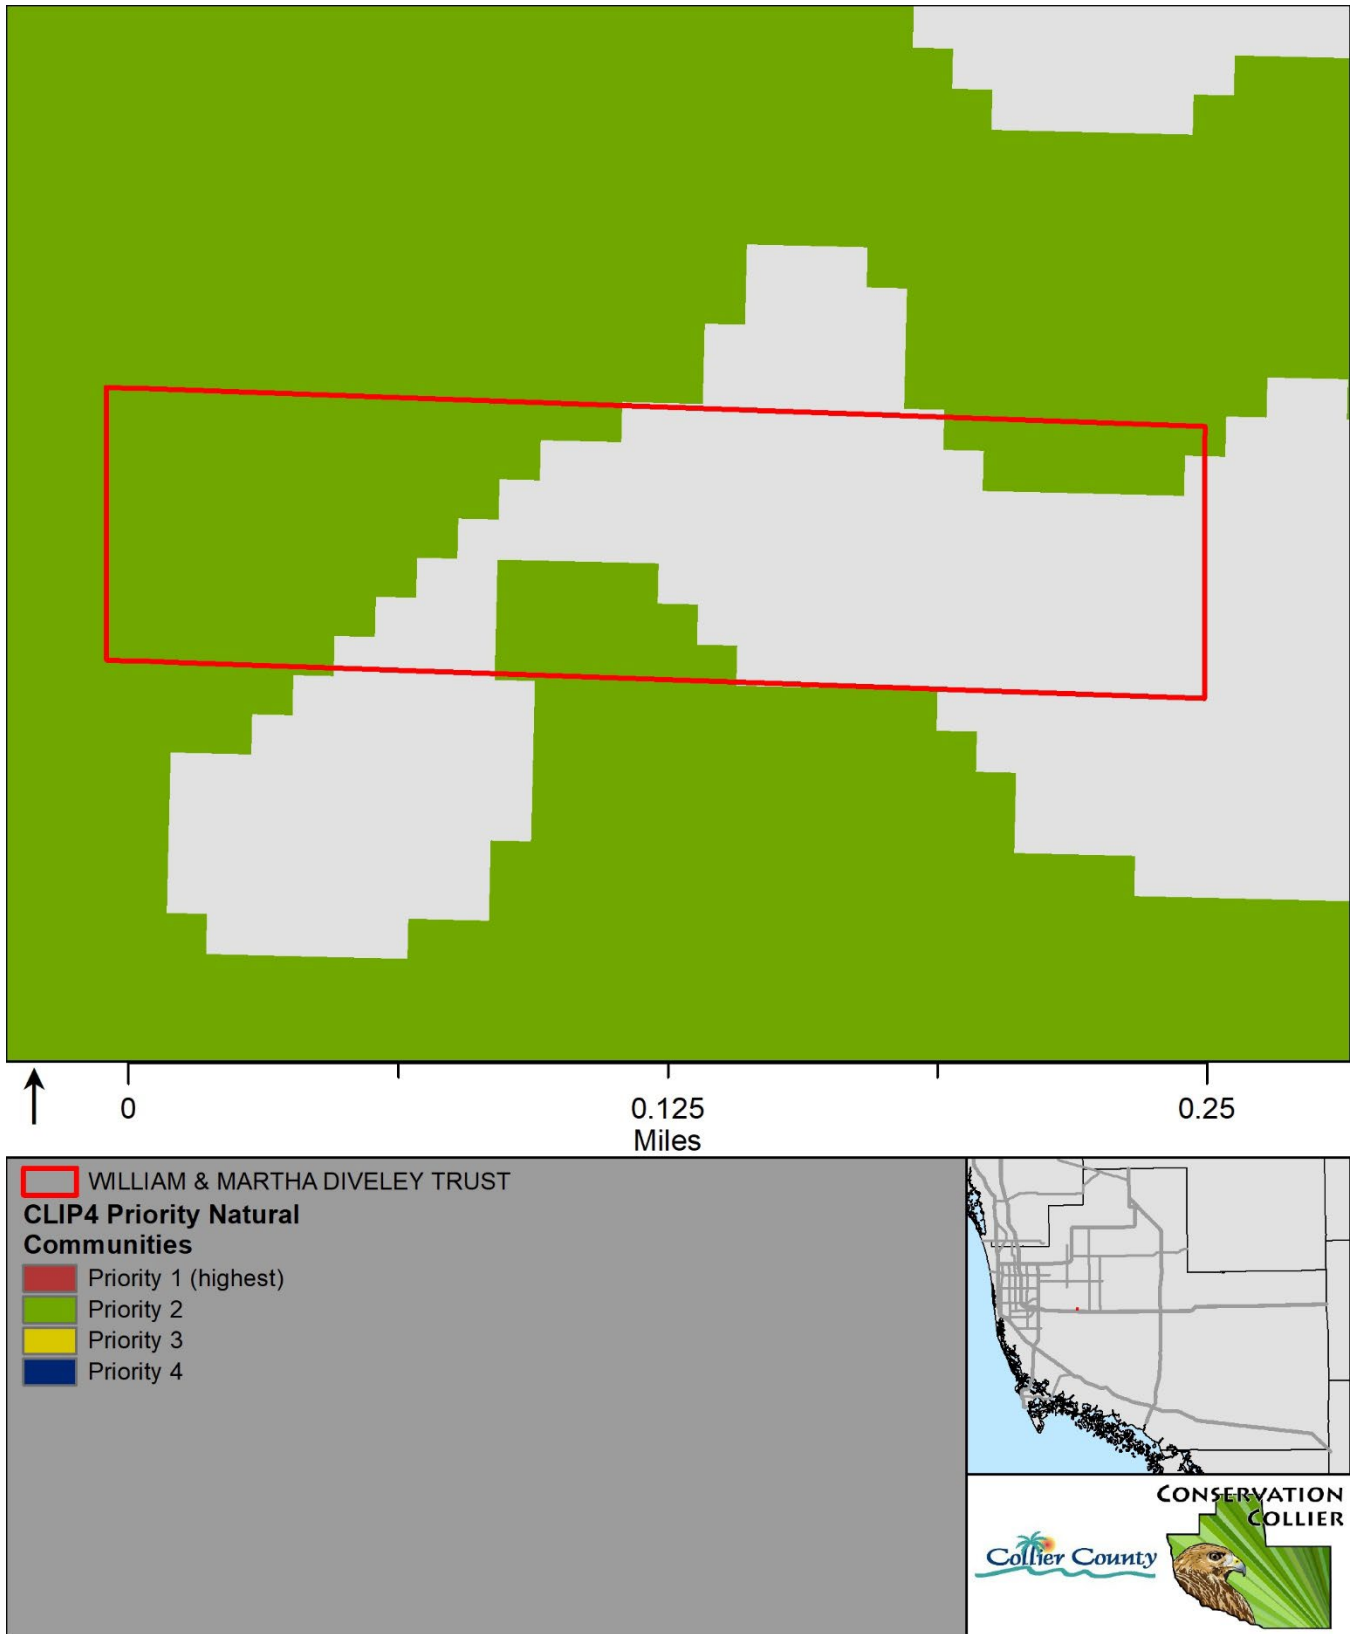 0
0.125
0.25
Miles
WILLIAM & MARTHA DIVELEY TRUST
CLIP4 Priority Natural
Communities
Priority 1 (highest)
Priority 2
Priority 3
Priority 4
CONSERVATION
COLLIER
Collier County